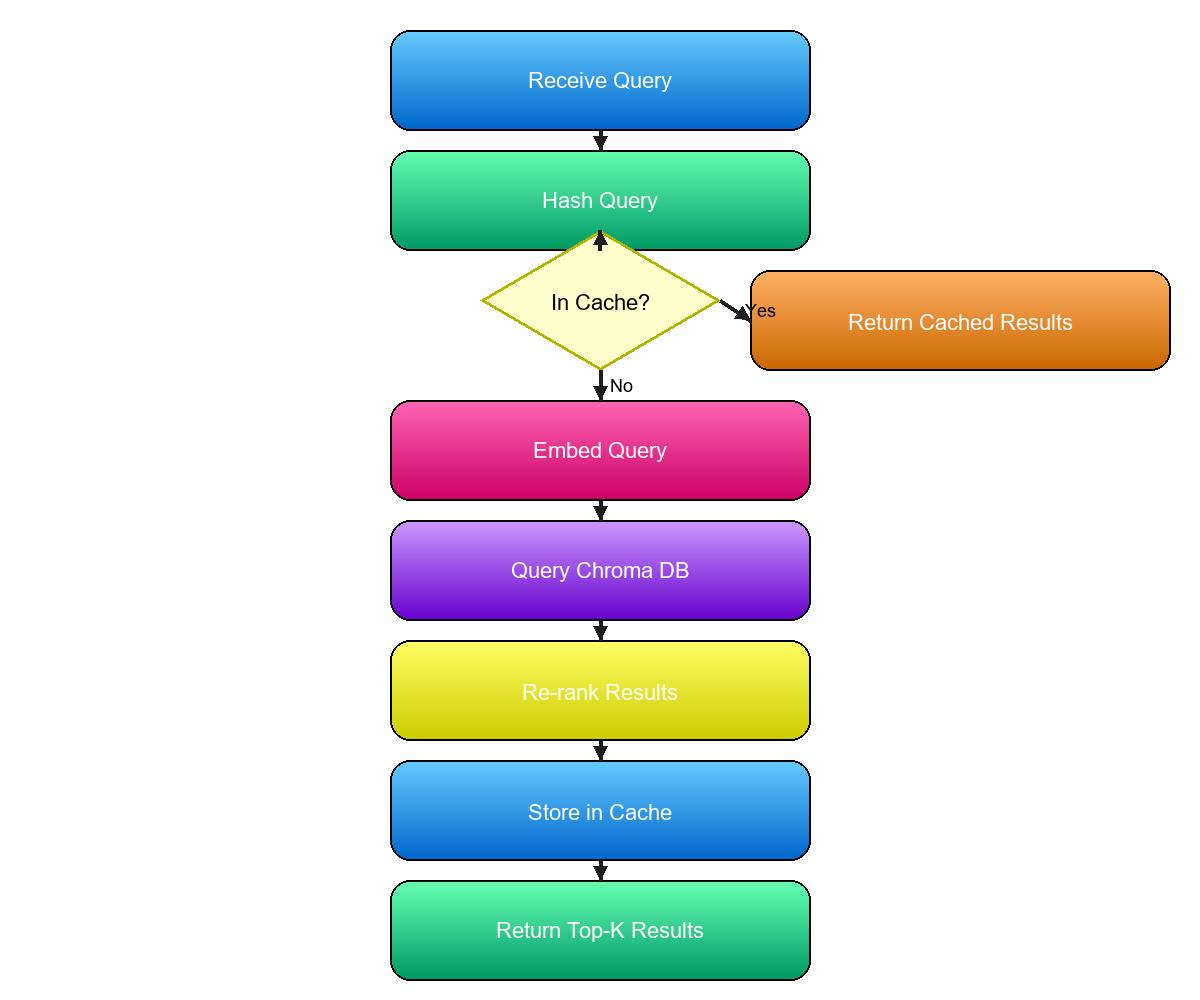 Receive Query
Hash Query
In Cache?
Yes
Return Cached Results
No
Embed Query
Query Chroma DB
Re-rank Results
Store in Cache
Return Top-K Results